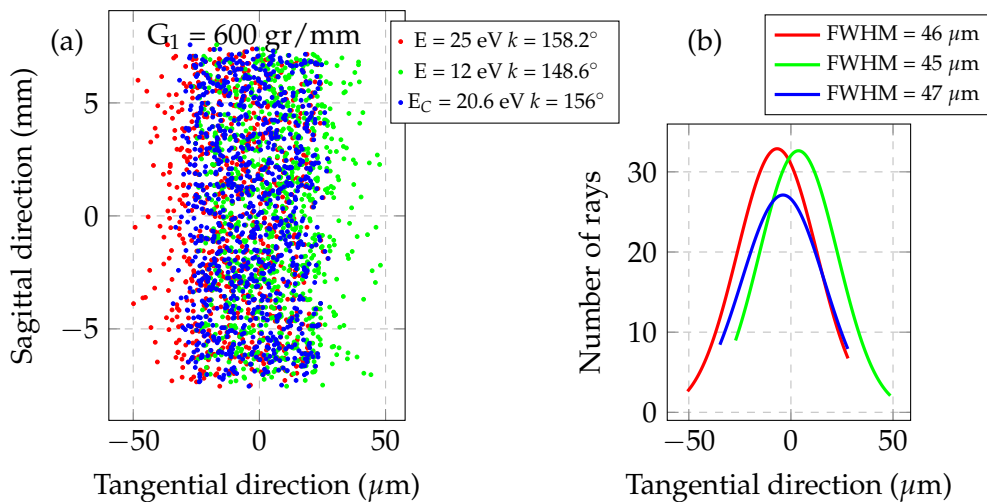 (a)
G₁ = 600 gr/mm
E = 25 eV k = 158.2°
E = 12 eV k = 148.6°
E_C = 20.6 eV k = 156°
Sagittal direction (mm)
5
0
−5
−50
0
50
Tangential direction (μm)
(b)
FWHM = 46 μm
FWHM = 45 μm
FWHM = 47 μm
Number of rays
30
20
10
0
−50
0
50
Tangential direction (μm)